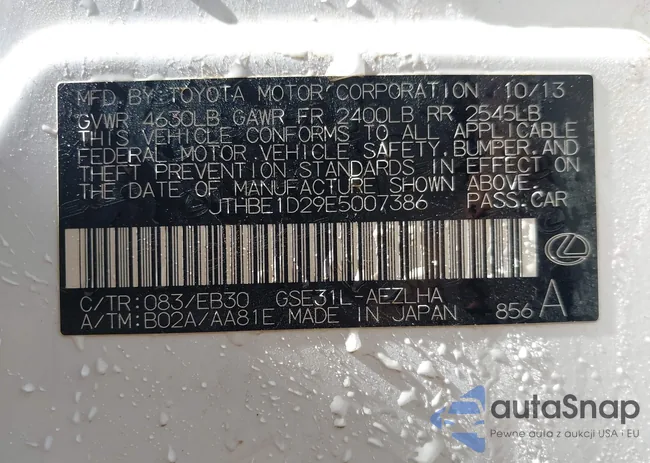 MFD. BY TOYOTA MOTOR CORPORATION 10/13
GVWR 4630LB GAWR FR 2400LB RR 2545LB
THIS VEHICLE CONFORMS TO ALL APPLICABLE
FEDERAL MOTOR VEHICLE SAFETY, BUMPER, AND
THEFT PREVENTION STANDARDS IN EFFECT ON
THE DATE OF MANUFACTURE SHOWN ABOVE.
JTHBE1D29E5007386 PASS.CAR
C/TR: 083/EB30 GSE31L-AEZLHA
A/TM: B02A/AA81E MADE IN JAPAN 856 A
autaSnap
Pewne auta z aukcji USA i EU